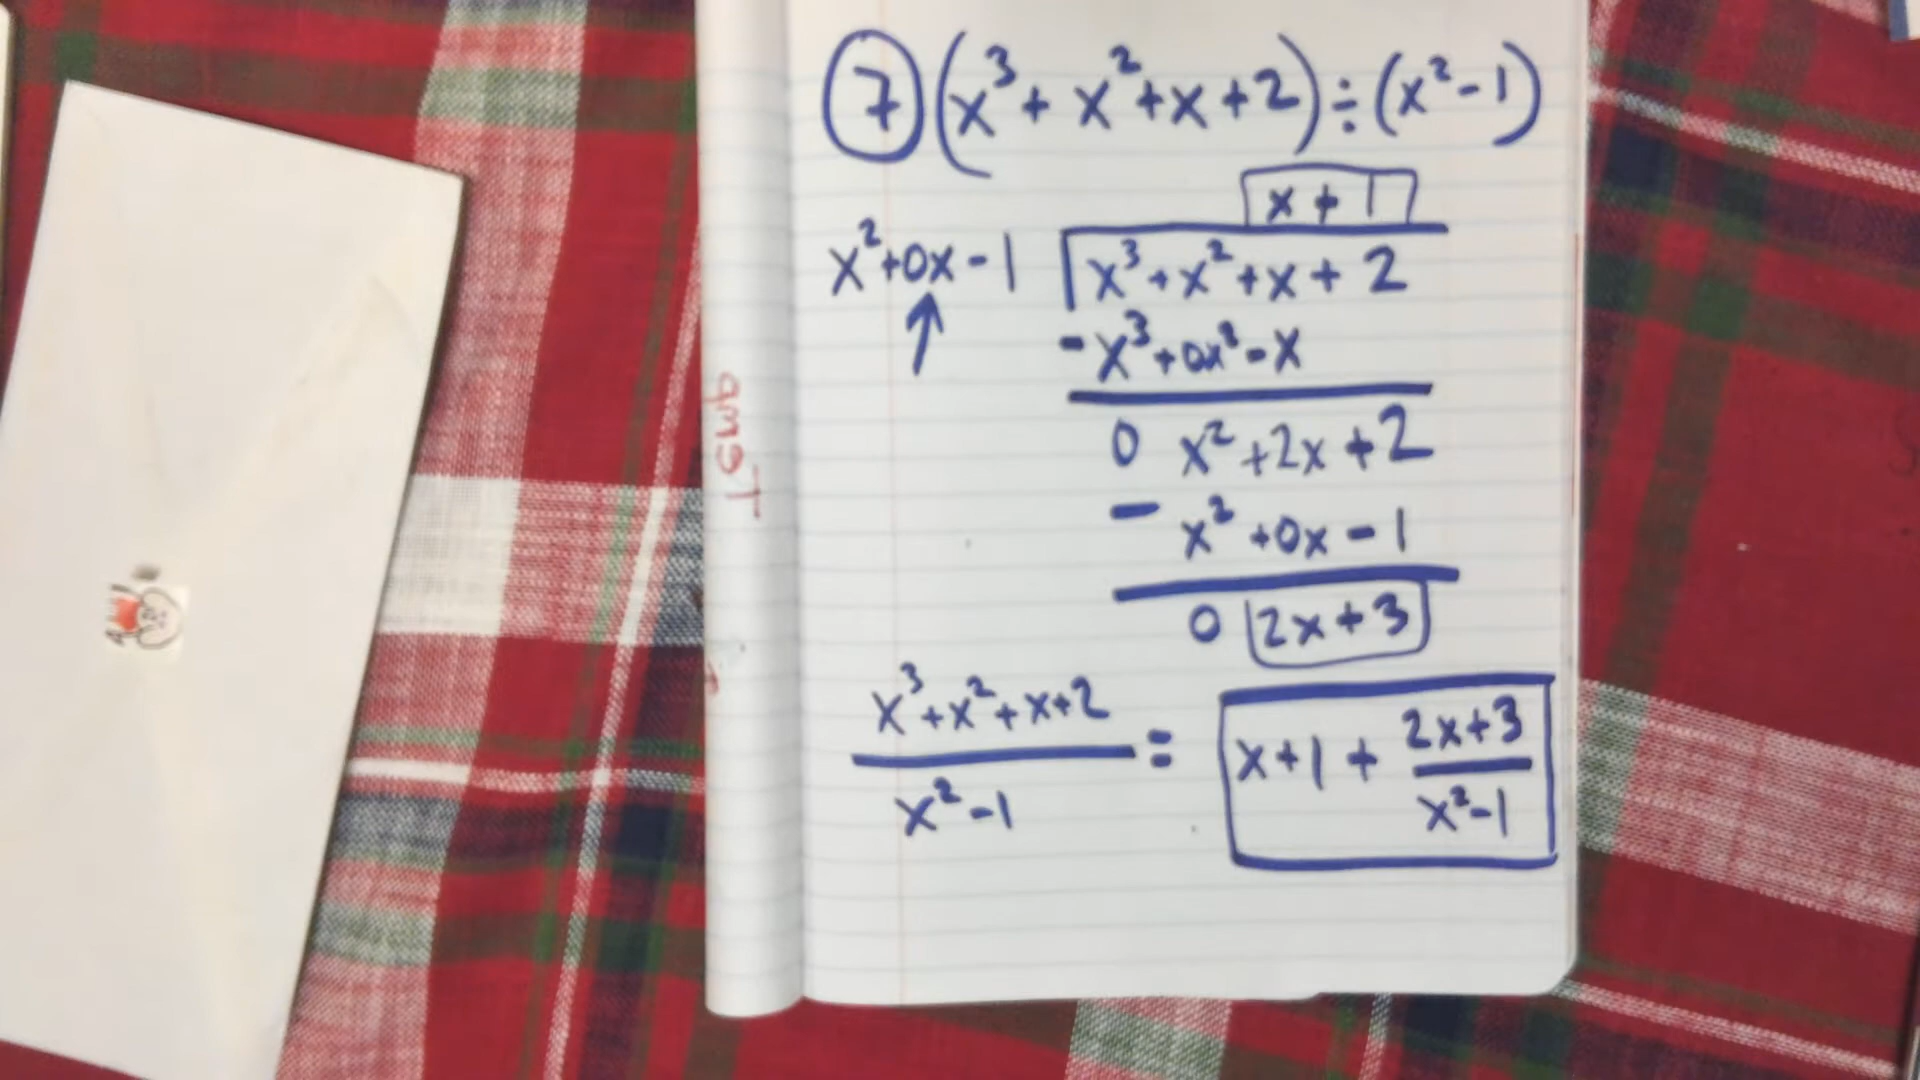 7 (x³ + x² + x + 2) ÷ (x² - 1)
x + 1
x² + 0x - 1 x³ + x² + x + 2
- x³ + 0x² - x
0 x² + 2x + 2
- x² + 0x - 1
0 2x + 3
x³ + x² + x + 2
x² - 1
=
x + 1 +
2x + 3
x² - 1